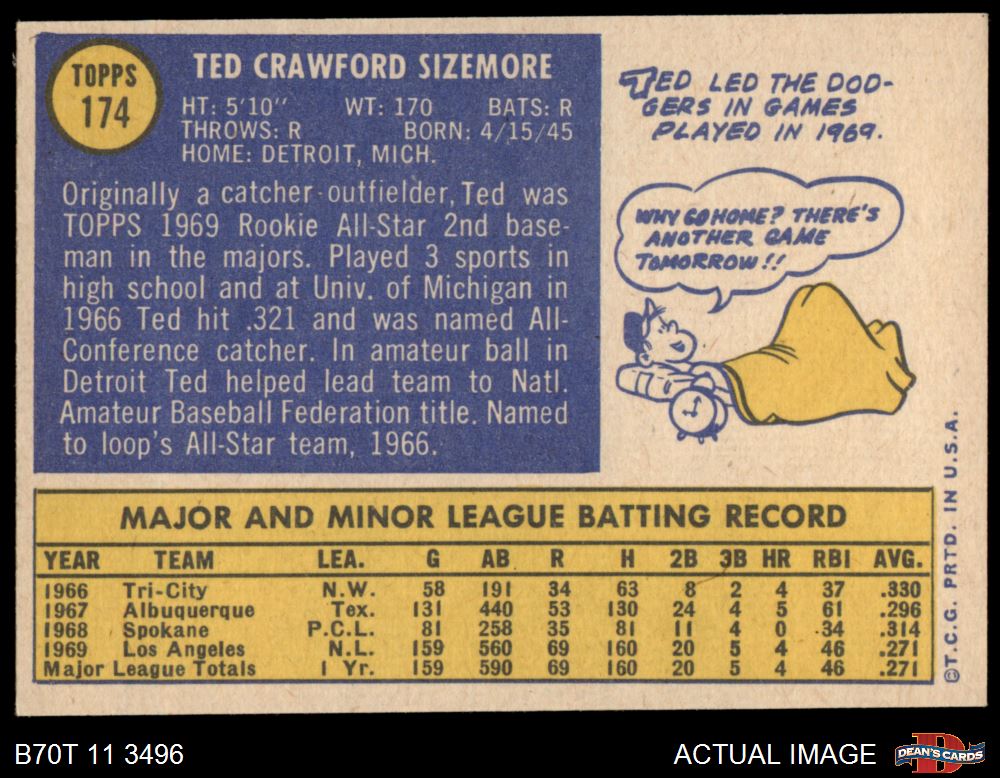 TOPPS
174
TED CRAWFORD SIZEMORE
HT: 5'10" WT: 170 BATS: R
THROWS: R BORN: 4/15/45
HOME: DETROIT, MICH.
Originally a catcher-outfielder, Ted was
TOPPS 1969 Rookie All-Star 2nd base-
man in the majors. Played 3 sports in
high school and at Univ. of Michigan in
1966 Ted hit .321 and was named All-
Conference catcher. In amateur ball in
Detroit Ted helped lead team to Natl.
Amateur Baseball Federation title. Named
to loop's All-Star team, 1966.
TED LED THE DOD-
GERS IN GAMES
PLAYED IN 1969.
WHY GO HOME? THERE'S
ANOTHER GAME
TOMORROW!!
MAJOR AND MINOR LEAGUE BATTING RECORD
YEAR TEAM LEA. G AB R H 2B 3B HR RBI AVG.
1966 Tri-City N.W. 58 191 34 63 8 2 4 37 .330
1967 Albuquerque Tex. 131 440 53 130 24 4 5 61 .296
1968 Spokane P.C.L. 81 258 35 81 11 4 0 34 .314
1969 Los Angeles N.L. 159 560 69 160 20 5 4 46 .271
Major League Totals 1 Yr. 159 590 69 160 20 5 4 46 .271
©T.C.G. PRTD. IN U.S.A.
B70T 11 3496
ACTUAL IMAGE
DEAN'S CARDS